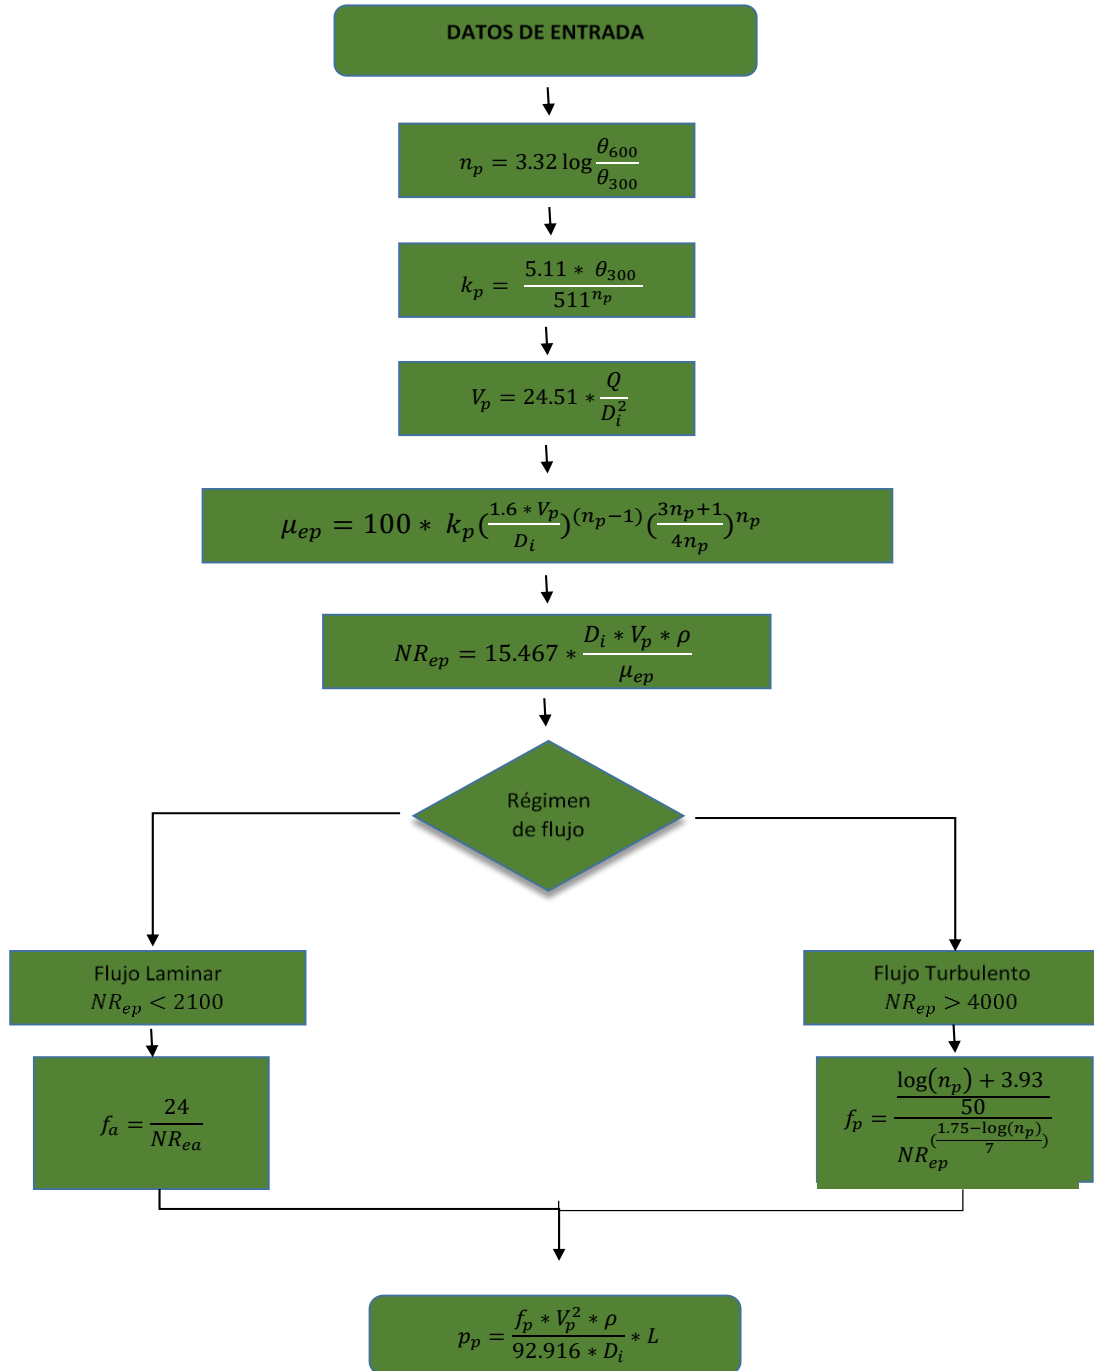 DATOS DE ENTRADA
n_p = 3.32 log θ_600/θ_300
k_p = 5.11 * θ_300/511^{n_p}
V_p = 24.51 * Q/D_i^2
μ_ep = 100 * k_p(1.6 * V_p/D_i)^{(n_p−1)}(3n_p+1/4n_p)^{n_p}
NR_ep = 15.467 * D_i * V_p * ρ/μ_ep
Régimen
de flujo
Flujo Laminar
NR_ep < 2100
f_a = 24/NR_ea
Flujo Turbulento
NR_ep > 4000
f_p = (log(n_p) + 3.93/50)/NR_ep^{(1.75−log(n_p)/7)}
p_p = f_p * V_p^2 * ρ/92.916 * D_i * L